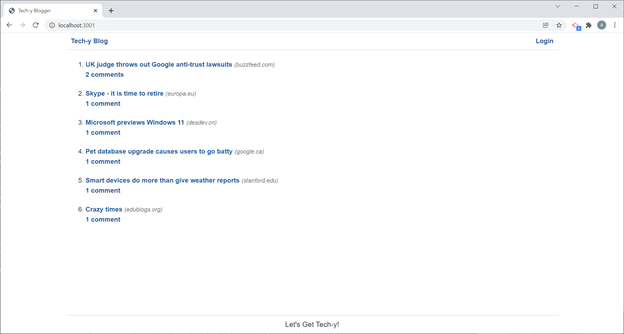 Tech-y Blogger
localhost:3001
Tech-y Blog
Login
1. UK judge throws out Google anti-trust lawsuits (buzzfeed.com)
2 comments
2. Skype - it is time to retire (europa.eu)
1 comment
3. Microsoft previews Windows 11 (desdev.cn)
1 comment
4. Pet database upgrade causes users to go batty (google.ca)
1 comment
5. Smart devices do more than give weather reports (stanford.edu)
1 comment
6. Crazy times (edublogs.org)
1 comment
Let's Get Tech-y!